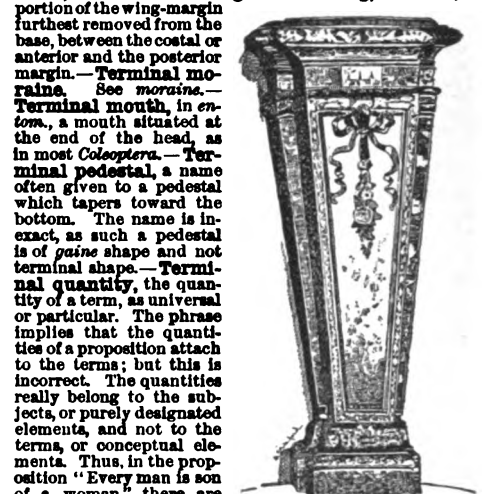 portion of the wing-margin
furthest removed from the
base, between the costal or
anterior and the posterior
margin.—Terminal mo-
raine. See moraine.—
Terminal mouth, in en-
tom., a mouth situated at
the end of the head, as
in most Coleoptera.—Ter-
minal pedestal, a name
often given to a pedestal
which tapers toward the
bottom. The name is in-
exact, as such a pedestal
is of gaine shape and not
terminal shape.—Termi-
nal quantity, the quan-
tity of a term, as universal
or particular. The phrase
implies that the quanti-
ties of a proposition attach
to the terms; but this is
incorrect. The quantities
really belong to the sub-
jects, or purely designated
elements, and not to the
terms, or conceptual ele-
ments. Thus, in the prop-
osition "Every man is son
of a woman" there are